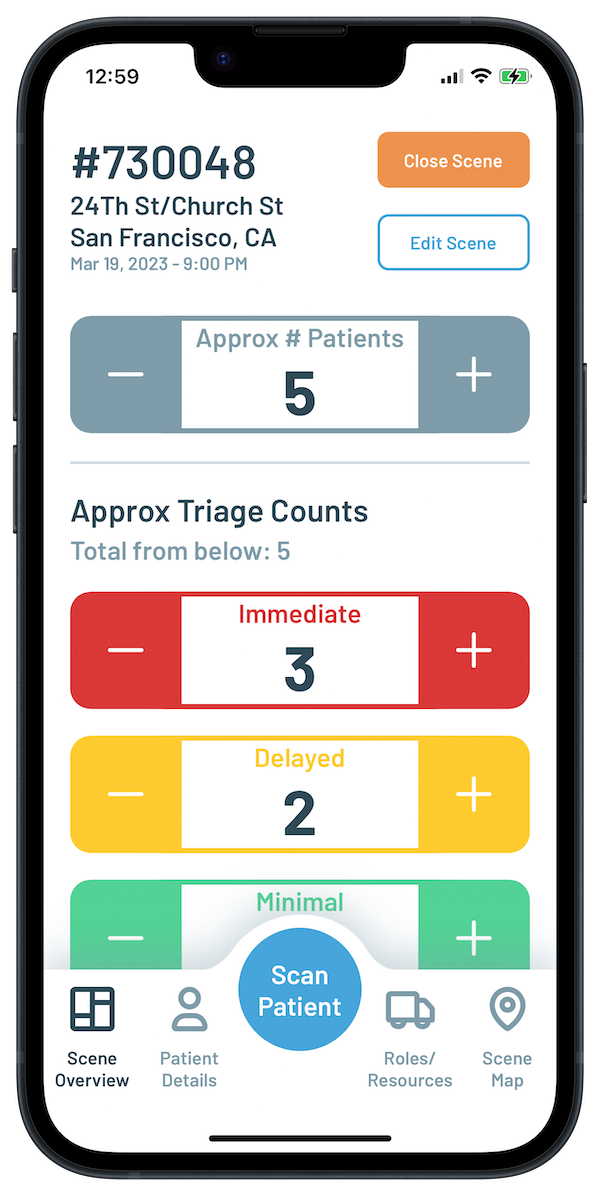 12:59
#730048
Close Scene
24Th St/Church St
San Francisco, CA
Edit Scene
Mar 19, 2023 - 9:00 PM
Approx # Patients
5
Approx Triage Counts
Total from below: 5
Immediate
3
Delayed
2
Minimal
Scan
Patient
Scene
Overview
Patient
Details
Roles/
Resources
Scene
Map